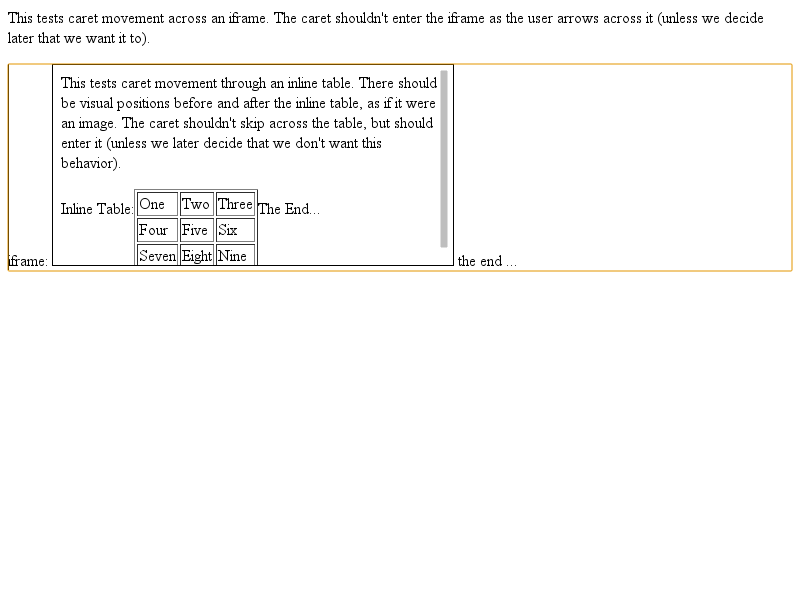 This tests caret movement across an iframe. The caret shouldn't enter the iframe as the user arrows across it (unless we decide
later that we want it to).
This tests caret movement through an inline table. There should
be visual positions before and after the inline table, as if it were
an image. The caret shouldn't skip across the table, but should
enter it (unless we later decide that we don't want this
behavior).
Inline Table: One Two Three The End...
Four Five Six
Seven Eight Nine
iframe: the end ...